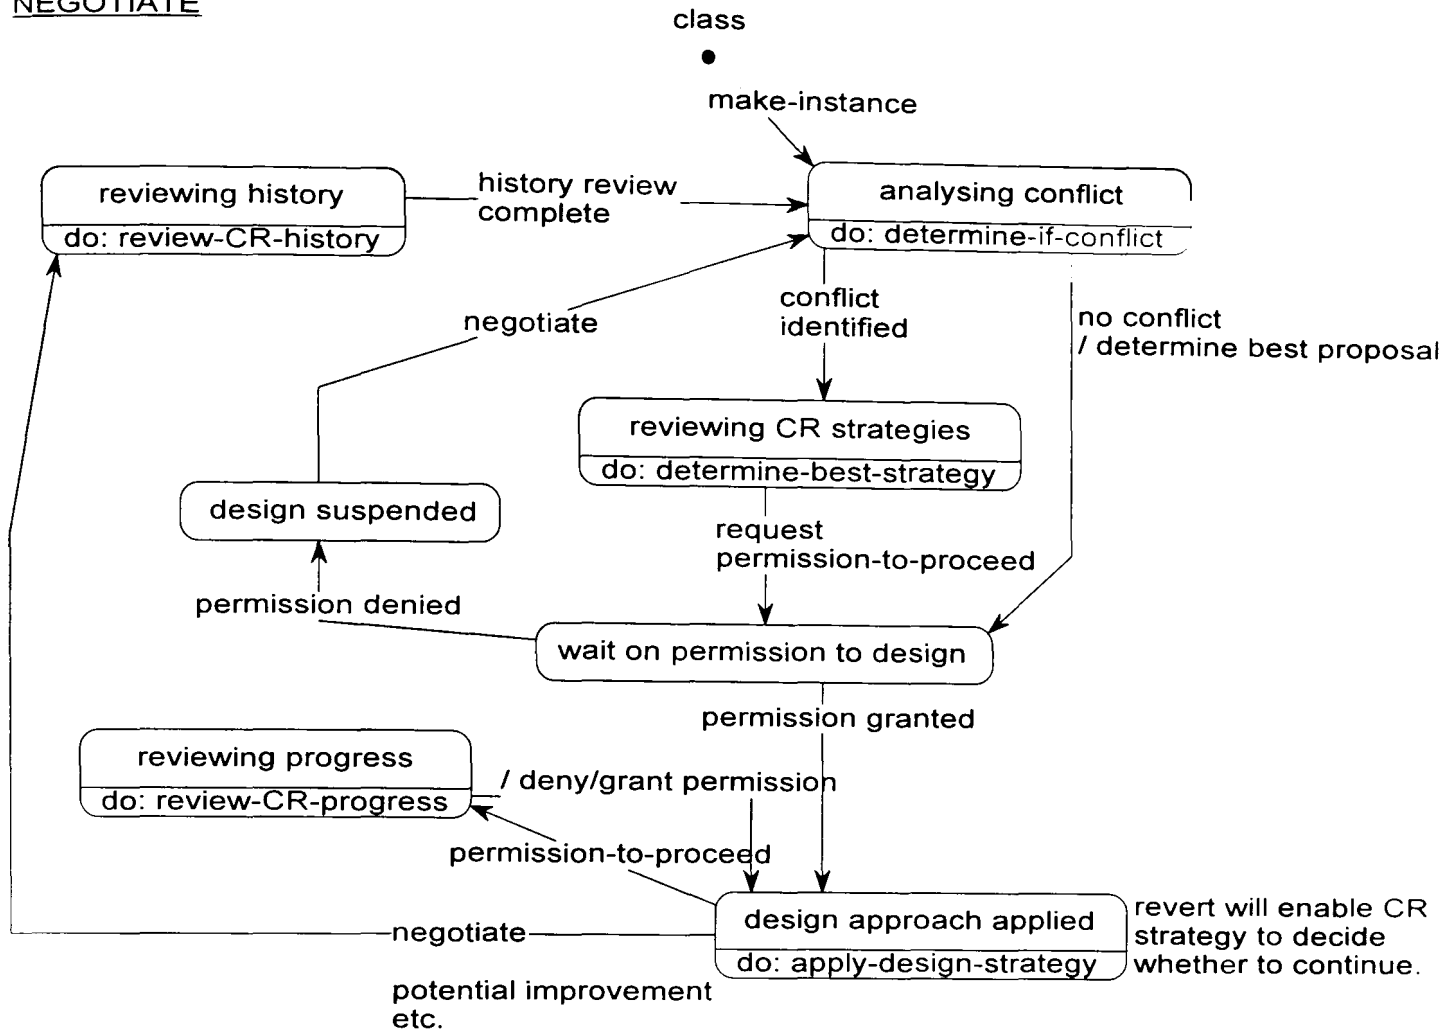 NEGOTIATE
class
make-instance
reviewing history
do: review-CR-history
history review
complete
analysing conflict
do: determine-if-conflict
negotiate
conflict
identified
no conflict
/ determine best proposal
reviewing CR strategies
do: determine-best-strategy
design suspended
request
permission-to-proceed
permission denied
wait on permission to design
permission granted
reviewing progress
do: review-CR-progress
/ deny/grant permission
permission-to-proceed
design approach applied
do: apply-design-strategy
revert will enable CR
strategy to decide
whether to continue.
negotiate
potential improvement
etc.